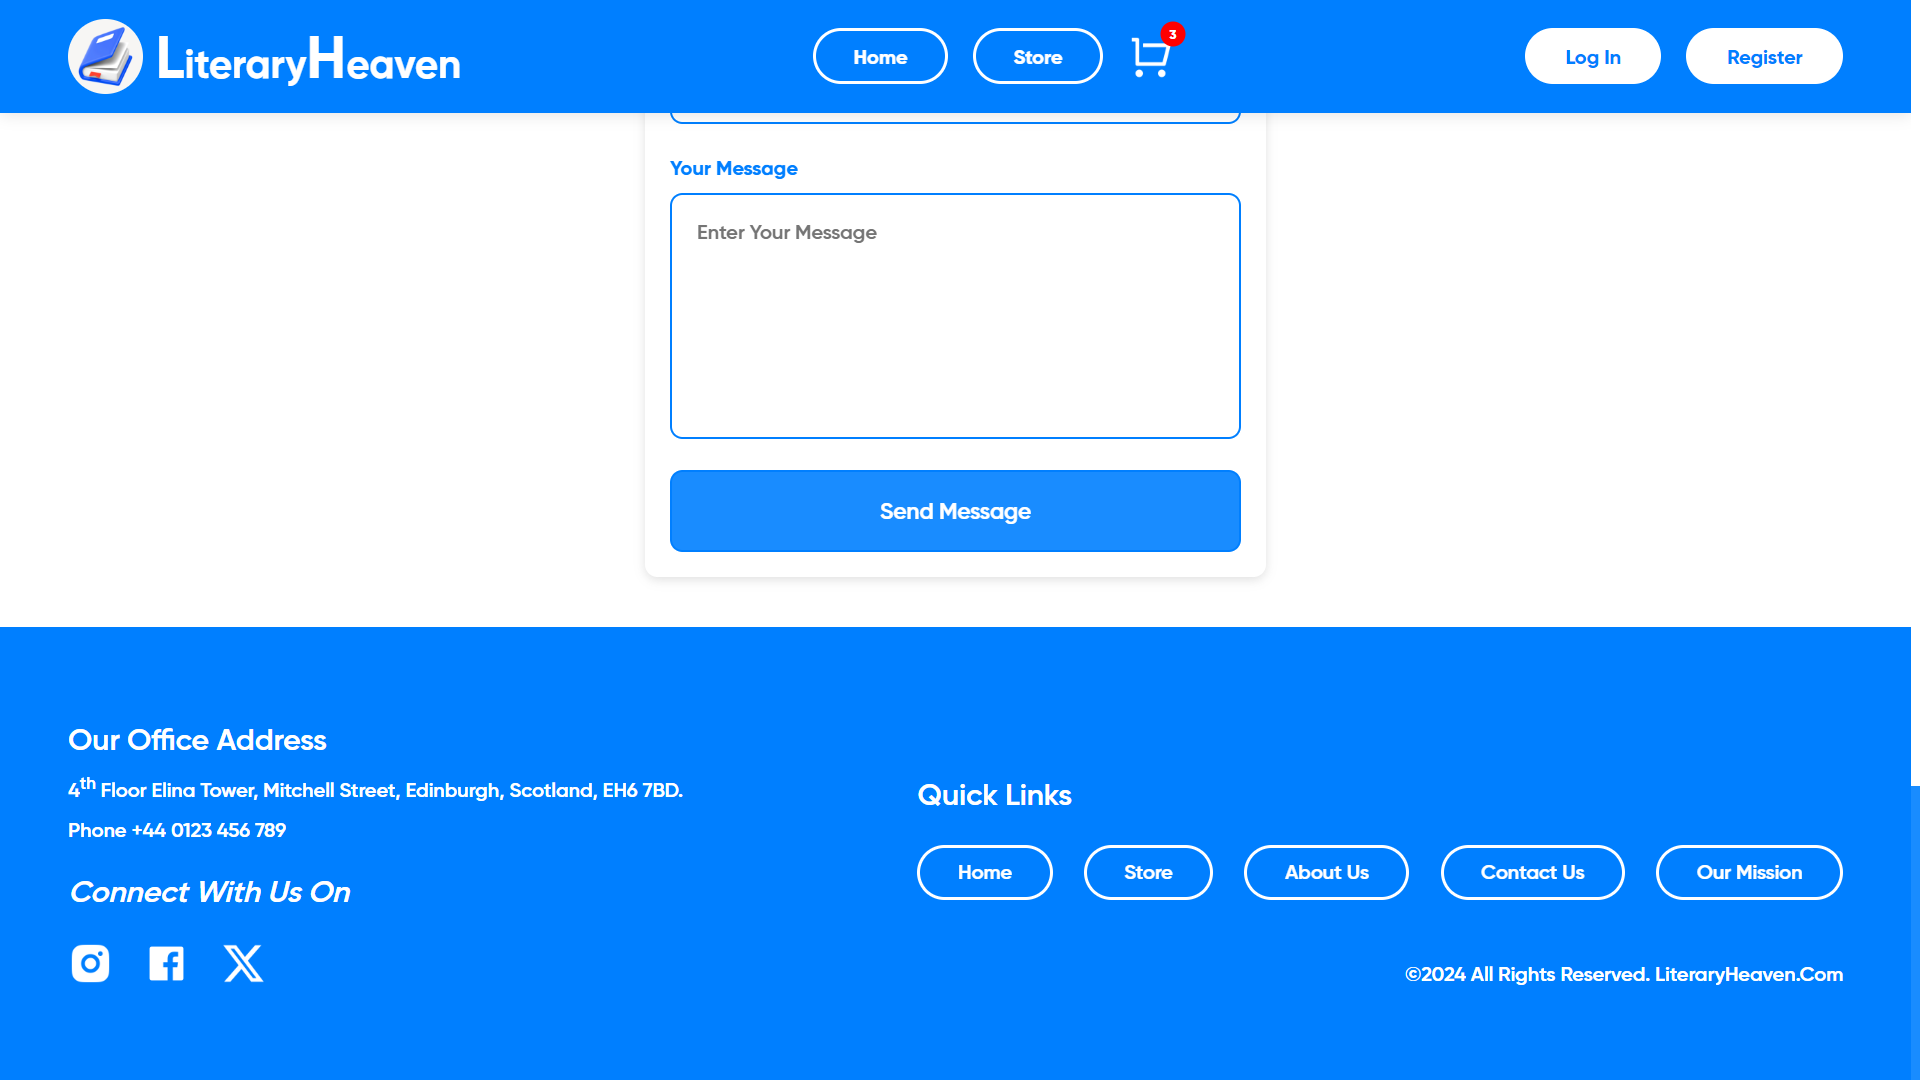 LiteraryHeaven
Home
Store
3
Log In
Register
Your Message
Enter Your Message
Send Message
Our Office Address
4th Floor Elina Tower, Mitchell Street, Edinburgh, Scotland, EH6 7BD.
Phone +44 0123 456 789
Connect With Us On
Quick Links
Home
Store
About Us
Contact Us
Our Mission
©2024 All Rights Reserved. LiteraryHeaven.Com